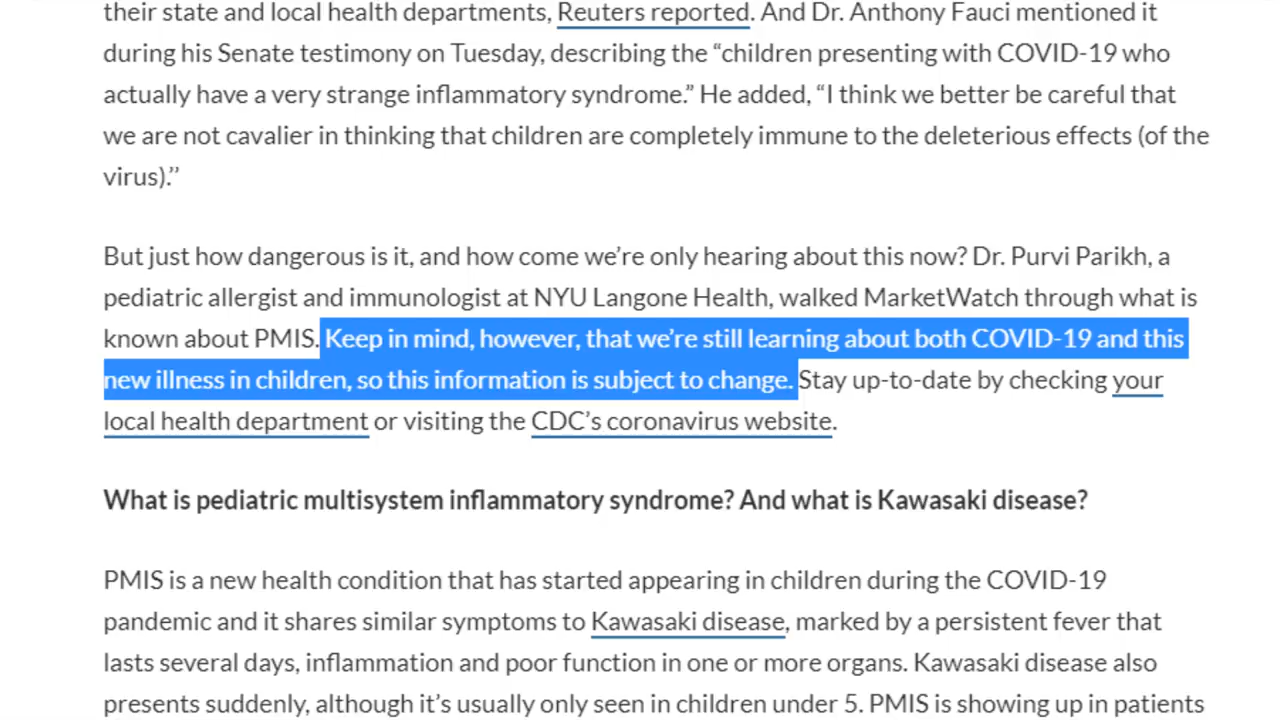 their state and local health departments, Reuters reported. And Dr. Anthony Fauci mentioned it
during his Senate testimony on Tuesday, describing the “children presenting with COVID-19 who
actually have a very strange inflammatory syndrome.” He added, “I think we better be careful that
we are not cavalier in thinking that children are completely immune to the deleterious effects (of the
virus).’’
But just how dangerous is it, and how come we’re only hearing about this now? Dr. Purvi Parikh, a
pediatric allergist and immunologist at NYU Langone Health, walked MarketWatch through what is
known about PMIS. Keep in mind, however, that we’re still learning about both COVID-19 and this
new illness in children, so this information is subject to change. Stay up-to-date by checking your
local health department or visiting the CDC’s coronavirus website.
What is pediatric multisystem inflammatory syndrome? And what is Kawasaki disease?
PMIS is a new health condition that has started appearing in children during the COVID-19
pandemic and it shares similar symptoms to Kawasaki disease, marked by a persistent fever that
lasts several days, inflammation and poor function in one or more organs. Kawasaki disease also
presents suddenly, although it’s usually only seen in children under 5. PMIS is showing up in patients